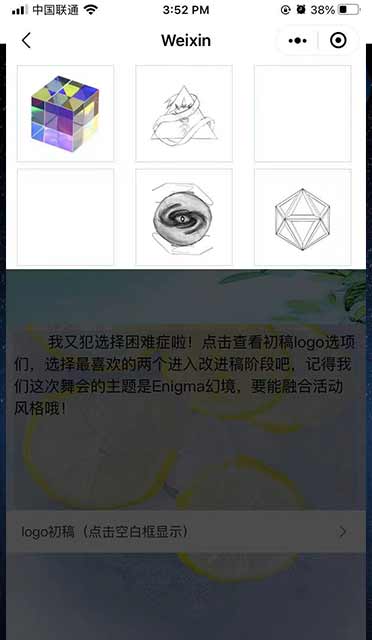 中国联通 3:52 PM 38%
Weixin
我又犯选择困难症啦！点击查看初稿logo选项
们，选择最喜欢的两个进入改进稿阶段吧，记得我
们这次舞会的主题是Enigma幻境，要能融合活动
风格哦！
logo初稿（点击空白框显示）